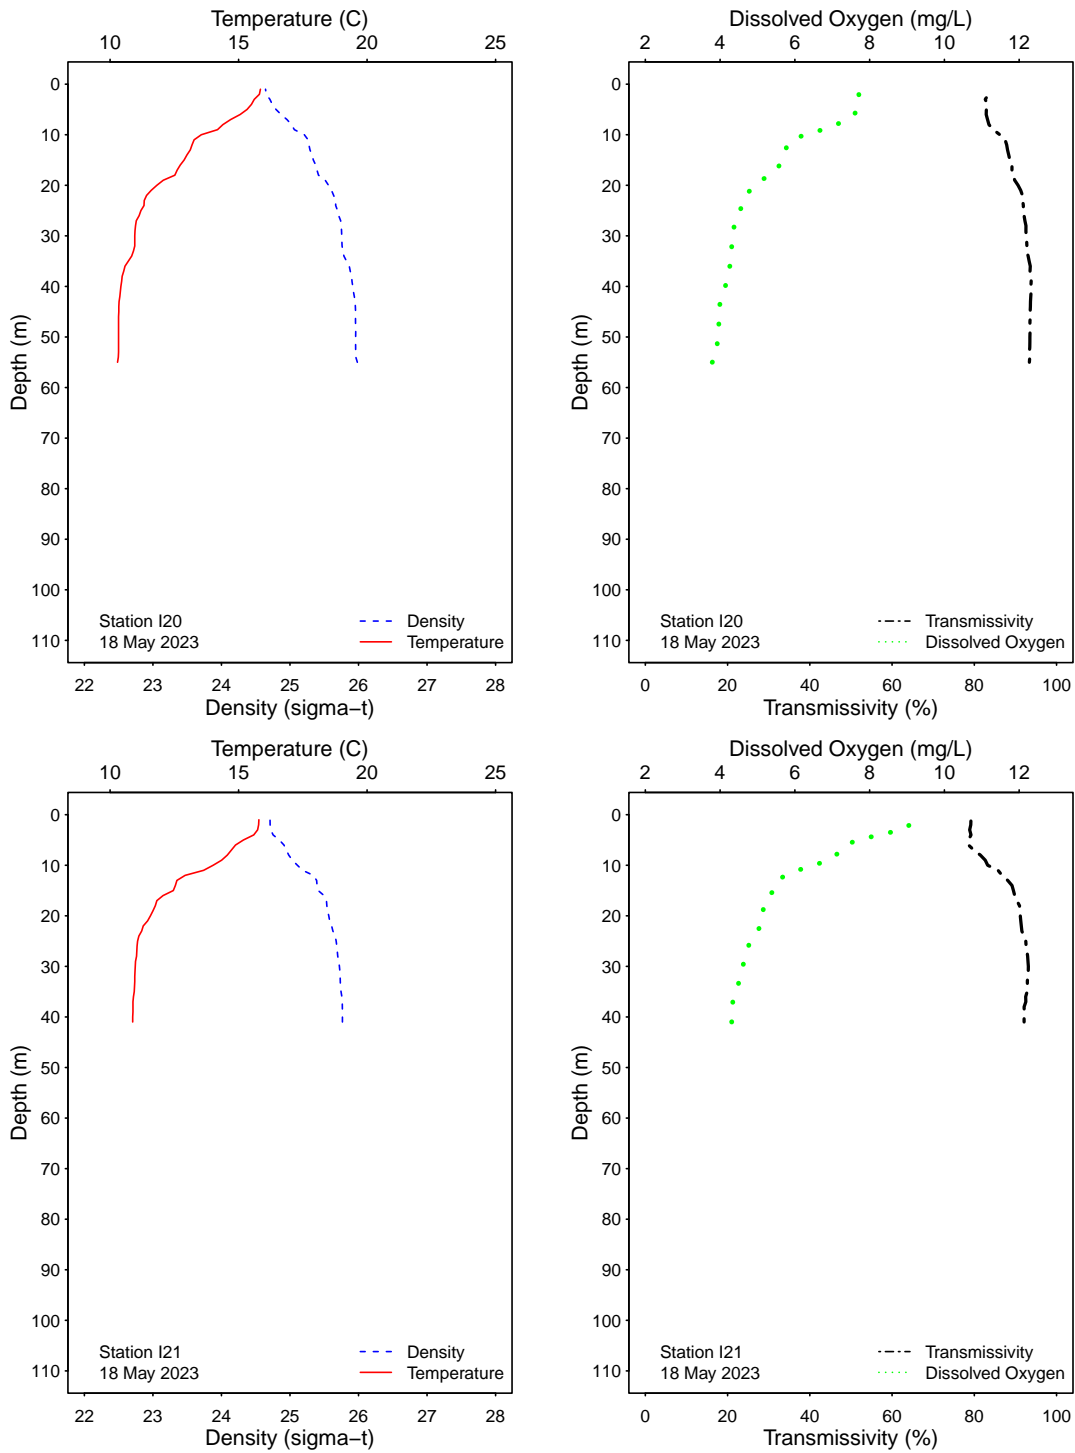 Temperature (C)
10 15 20 25
0
10
20
30
40
50
60
70
80
90
100
110
Depth (m)
Station I20
18 May 2023
Density
Temperature
22 23 24 25 26 27 28
Density (sigma−t)
Dissolved Oxygen (mg/L)
2 4 6 8 10 12
0
10
20
30
40
50
60
70
80
90
100
110
Depth (m)
Station I20
18 May 2023
Transmissivity
Dissolved Oxygen
0 20 40 60 80 100
Transmissivity (%)
Temperature (C)
10 15 20 25
0
10
20
30
40
50
60
70
80
90
100
110
Depth (m)
Station I21
18 May 2023
Density
Temperature
22 23 24 25 26 27 28
Density (sigma−t)
Dissolved Oxygen (mg/L)
2 4 6 8 10 12
0
10
20
30
40
50
60
70
80
90
100
110
Depth (m)
Station I21
18 May 2023
Transmissivity
Dissolved Oxygen
0 20 40 60 80 100
Transmissivity (%)